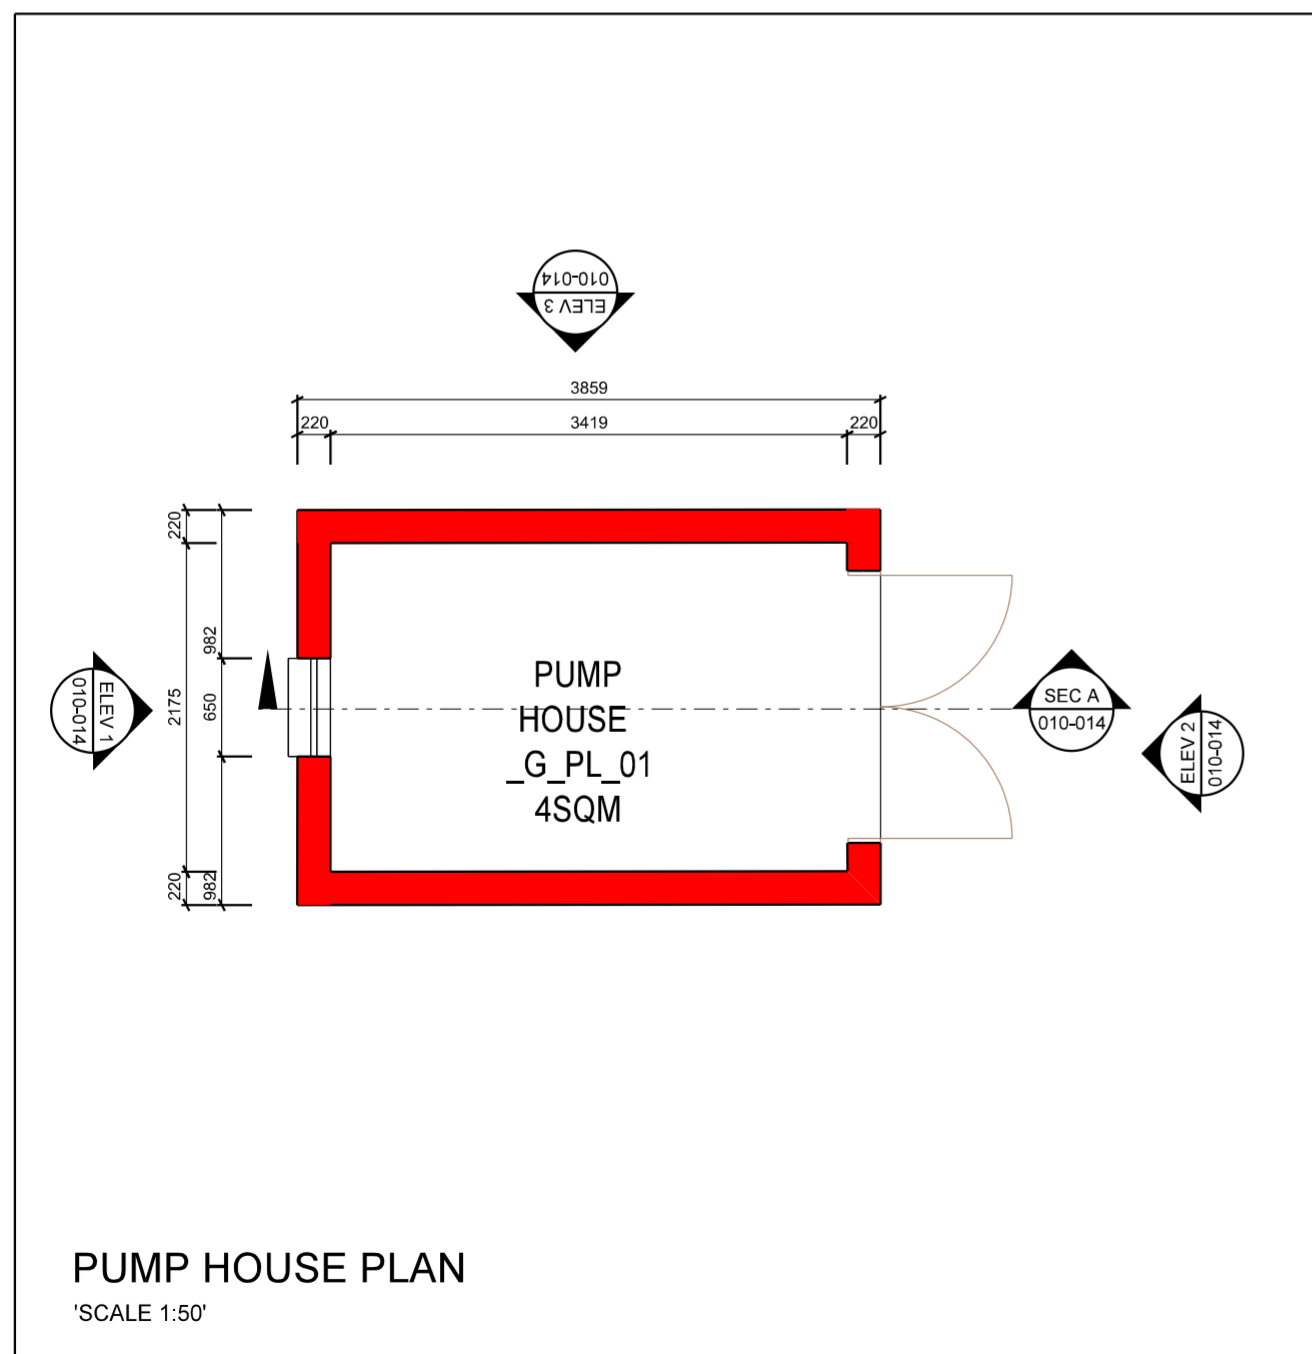 010-014
ELEV 3
3859
220
3419
220
220
982
2175
650
220
982
ELEV 1
010-014
PUMP
HOUSE
_G_PL_01
4SQM
SEC A
010-014
ELEV 2
010-014
PUMP HOUSE PLAN
'SCALE 1:50'